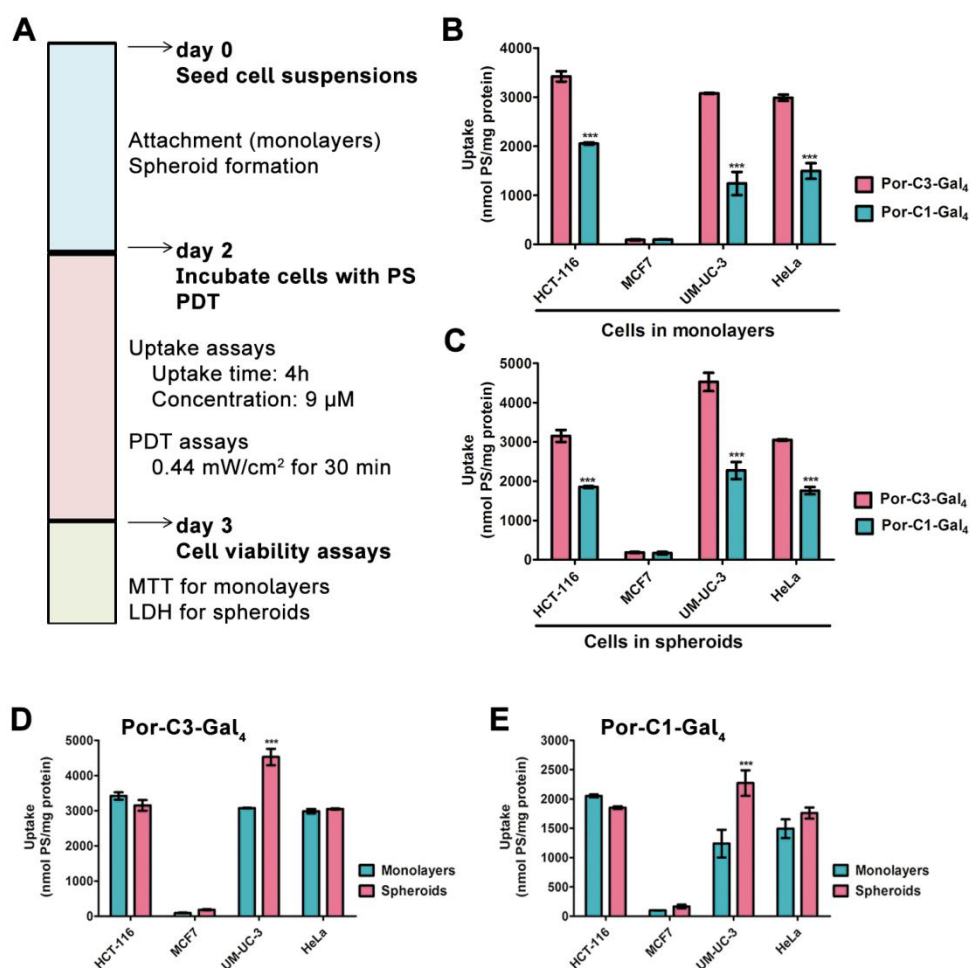 A
day 0
Seed cell suspensions
Attachment (monolayers)
Spheroid formation
day 2
Incubate cells with PS
PDT
Uptake assays
Uptake time: 4h
Concentration: 9 µM
PDT assays
0.44 mW/cm² for 30 min
day 3
Cell viability assays
MTT for monolayers
LDH for spheroids
B
Uptake
(nmol PS/mg protein)
4000
3000
2000
1000
0
***
***
***
HCT-116
MCF7
UM-UC-3
HeLa
Cells in monolayers
Por-C3-Gal₄
Por-C1-Gal₄
C
Uptake
(nmol PS/mg protein)
5000
4000
3000
2000
1000
0
***
***
***
HCT-116
MCF7
UM-UC-3
HeLa
Cells in spheroids
Por-C3-Gal₄
Por-C1-Gal₄
D
Por-C3-Gal₄
Uptake
(nmol PS/mg protein)
5000
4000
3000
2000
1000
0
***
HCT-116
MCF7
UM-UC-3
HeLa
Monolayers
Spheroids
E
Por-C1-Gal₄
Uptake
(nmol PS/mg protein)
3000
2500
2000
1500
1000
500
0
***
HCT-116
MCF7
UM-UC-3
HeLa
Monolayers
Spheroids